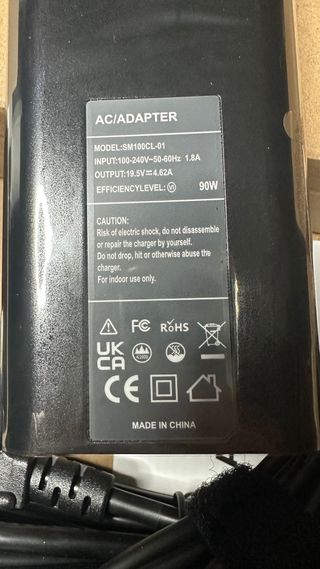 AC/ADAPTER
MODEL:SM100CL-01
INPUT:100-240V~50-60Hz 1.8A
OUTPUT:19.5V⎓4.62A
EFFICIENCYLEVEL:Ⓥ︎I 90W
CAUTION:
Risk of electric shock, do not disassemble
or repair the charger by yourself.
Do not drop, hit or otherwise abuse the
charger.
For indoor use only.
FC RoHS
UK
CA
CE
MADE IN CHINA